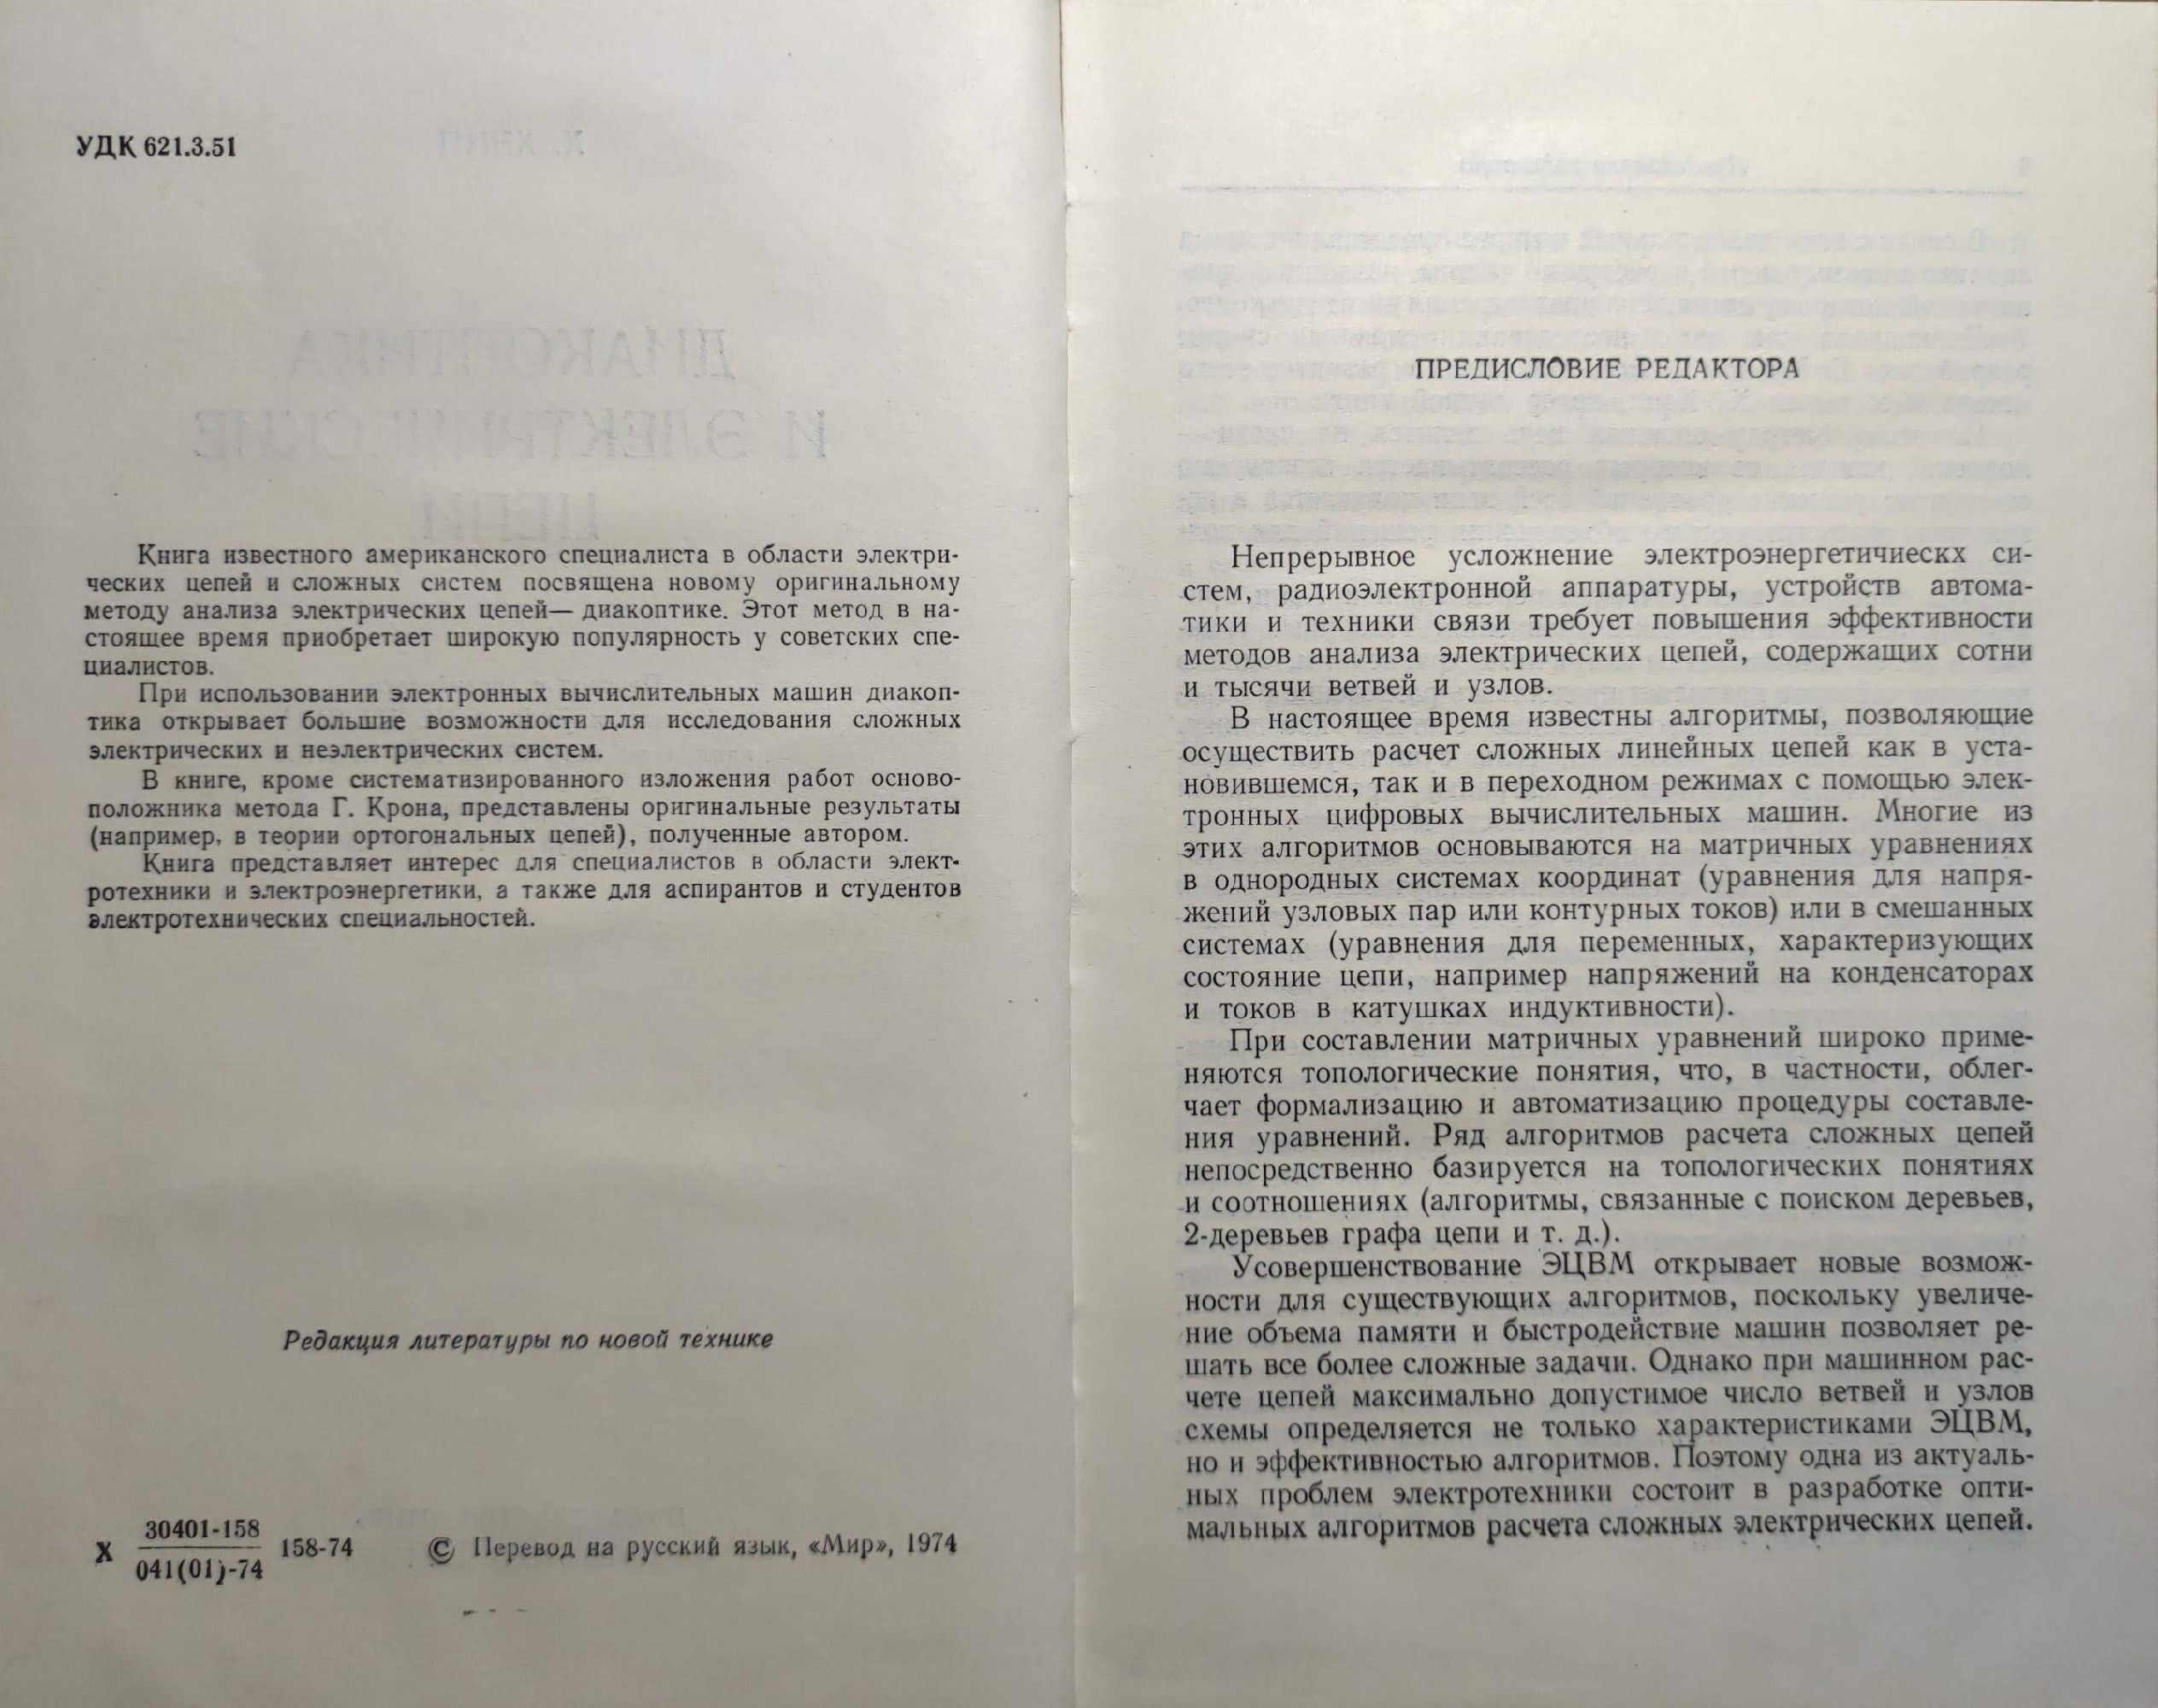 УДК 621.3.51
Книга известного американского специалиста в области электри-
ческих цепей и сложных систем посвящена новому оригинальному
методу анализа электрических цепей— диакоптике. Этот метод в на-
стоящее время приобретает широкую популярность у советских спе-
циалистов.
При использовании электронных вычислительных машин диакоп-
тика открывает большие возможности для исследования сложных
электрических и неэлектрических систем.
В книге, кроме систематизированного изложения работ осново-
положника метода Г. Крона, представлены оригинальные результаты
(например, в теории ортогональных цепей), полученные автором.
Книга представляет интерес для специалистов в области элект-
ротехники и электроэнергетики, а также для аспирантов и студентов
электротехнических специальностей.
Редакция литературы по новой технике
30401-158
X 158-74 © Перевод на русский язык, «Мир», 1974
041(01)-74
ПРЕДИСЛОВИЕ РЕДАКТОРА
Непрерывное усложнение электроэнергетичиескх си-
стем, радиоэлектронной аппаратуры, устройств автома-
тики и техники связи требует повышения эффективности
методов анализа электрических цепей, содержащих сотни
и тысячи ветвей и узлов.
В настоящее время известны алгоритмы, позволяющие
осуществить расчет сложных линейных цепей как в уста-
новившемся, так и в переходном режимах с помощью элек-
тронных цифровых вычислительных машин. Многие из
этих алгоритмов основываются на матричных уравнениях
в однородных системах координат (уравнения для напря-
жений узловых пар или контурных токов) или в смешанных
системах (уравнения для переменных, характеризующих
состояние цепи, например напряжений на конденсаторах
и токов в катушках индуктивности).
При составлении матричных уравнений широко приме-
няются топологические понятия, что, в частности, облег-
чает формализацию и автоматизацию процедуры составле-
ния уравнений. Ряд алгоритмов расчета сложных цепей
непосредственно базируется на топологических понятиях
и соотношениях (алгоритмы, связанные с поиском деревьев,
2-деревьев графа цепи и т. д.).
Усовершенствование ЭЦВМ открывает новые возмож-
ности для существующих алгоритмов, поскольку увеличе-
ние объема памяти и быстродействие машин позволяет ре-
шать все более сложные задачи. Однако при машинном рас-
чете цепей максимально допустимое число ветвей и узлов
схемы определяется не только характеристиками ЭЦВМ,
но и эффективностью алгоритмов. Поэтому одна из актуаль-
ных проблем электротехники состоит в разработке опти-
мальных алгоритмов расчета сложных электрических цепей.